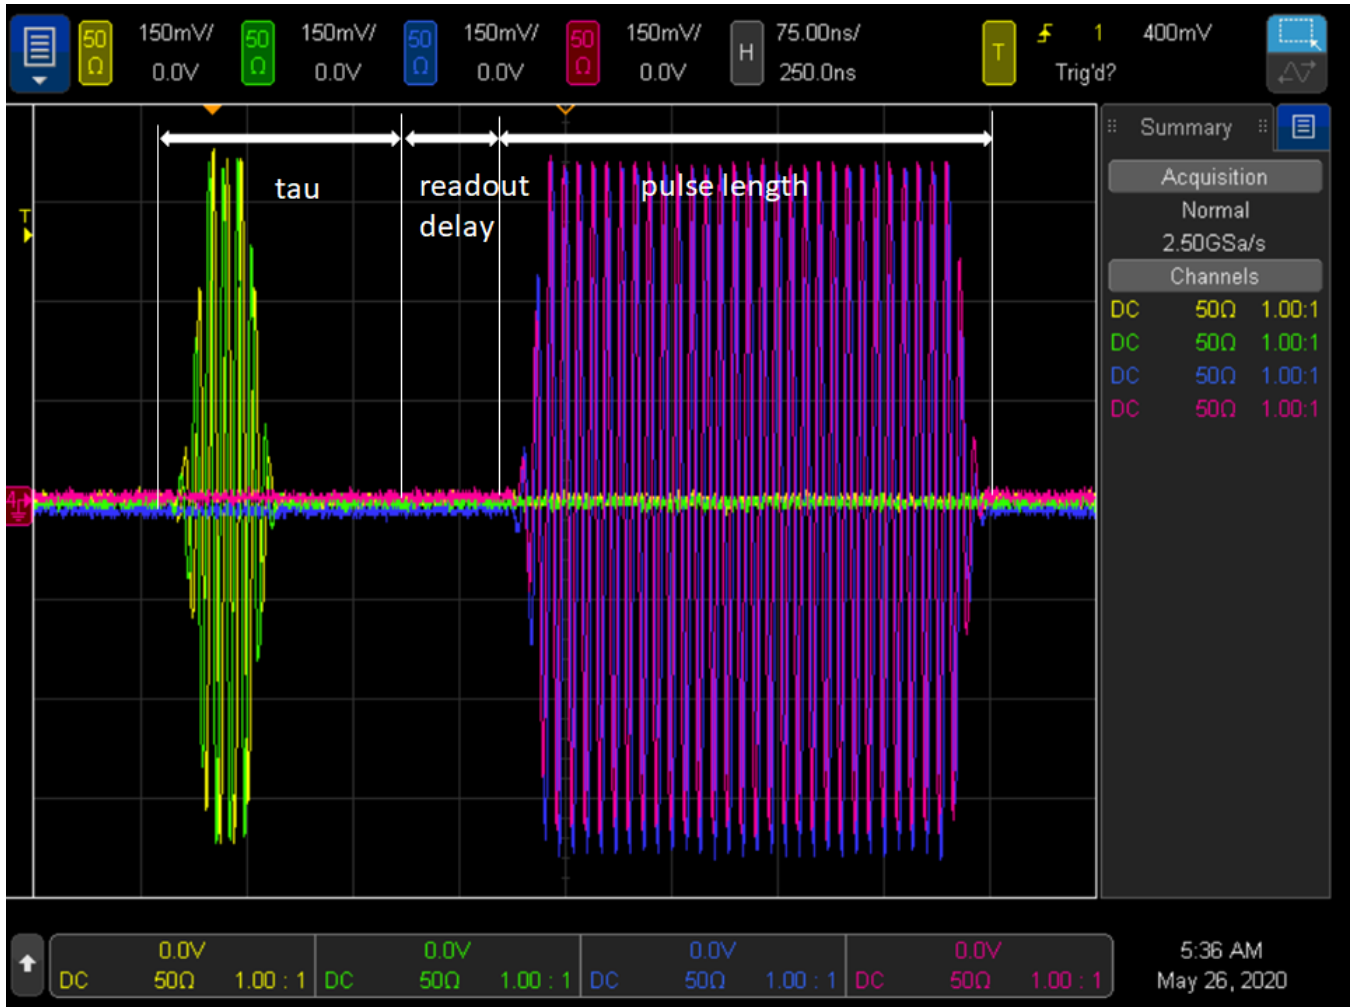 50 Ω 150mV/ 0.0V 50 Ω 150mV/ 0.0V 50 Ω 150mV/ 0.0V 50 Ω 150mV/ 0.0V H 75.00ns/ 250.0ns T 1 400mV Trig'd?
tau
readout
delay
pulse length
T
4
Summary
Acquisition
Normal
2.50GSa/s
Channels
DC 50Ω 1.00:1
DC 50Ω 1.00:1
DC 50Ω 1.00:1
DC 50Ω 1.00:1
0.0V 0.0V 0.0V 0.0V
DC 50Ω 1.00 : 1 DC 50Ω 1.00 : 1 DC 50Ω 1.00 : 1 DC 50Ω 1.00 : 1
5:36 AM
May 26, 2020